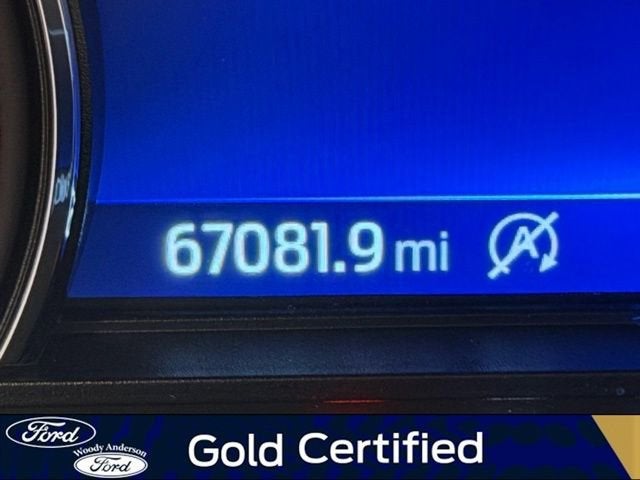 67081.9 mi
A
Ford
Woody Anderson
Ford
Gold Certified